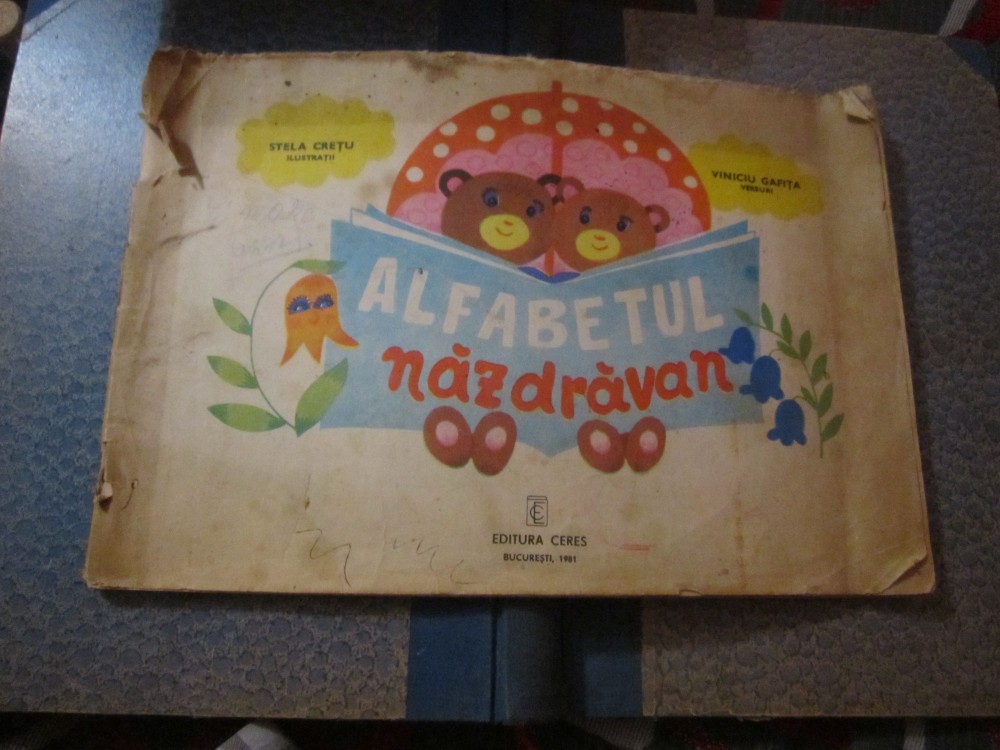 STELA CREȚU
ILUSTRAȚII
VINICIU GAFIȚA
VERSURI
ALFABETUL
năzdrăvan
EDITURA CERES
BUCUREȘTI, 1981